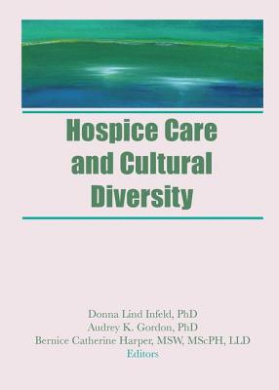 Hospice Care
and Cultural
Diversity
Donna Lind Infeld, PhD
Audrey K. Gordon, PhD
Bernice Catherine Harper, MSW, MScPH, LLD
Editors